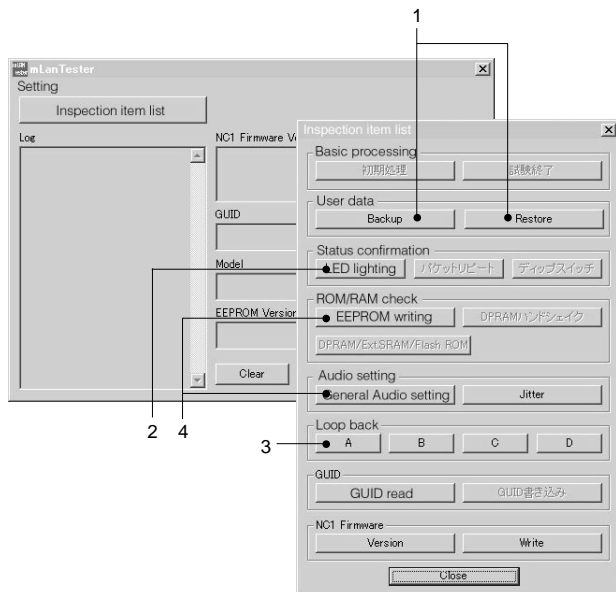 1
mLAN tester mLanTester
Setting
Inspection item list
Log
NC1 Firmware Ve
GUID
Model
EEPROM Version
Clear
2
4
3
Inspection item list
Basic processing
初期処理 試験終了
User data
Backup Restore
Status confirmation
LED lighting パケットリピート ディップスイッチ
ROM/RAM check
EEPROM writing DPRAMハンドシェイク
DPRAM/ExtSRAM/Flash ROM
Audio setting
General Audio setting Jitter
Loop back
A B C D
GUID
GUID read GUID書き込み
NC1 Firmware
Version Write
Close